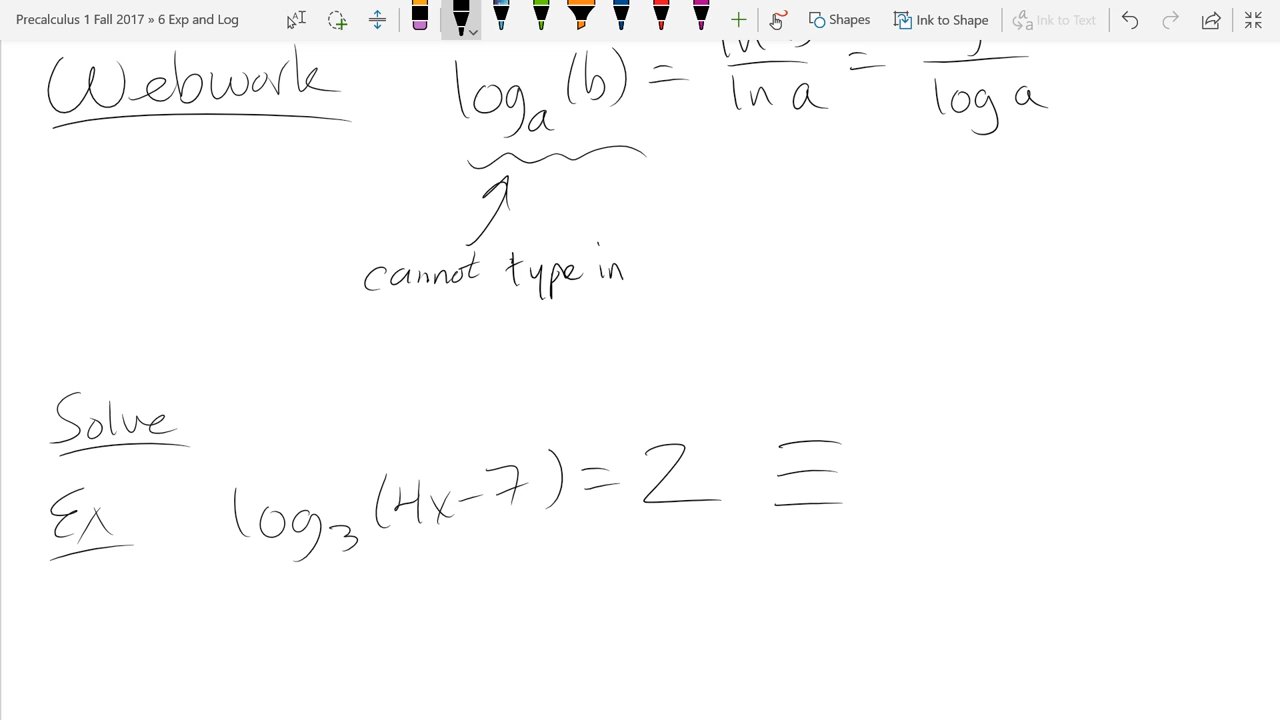 Precalculus 1 Fall 2017 » 6 Exp and Log Shapes Ink to Shape Ink to Text
Webwork log_a (b) = / ln a = / log a
cannot type in
Solve
Ex log_3 (4x-7) = 2 ≡